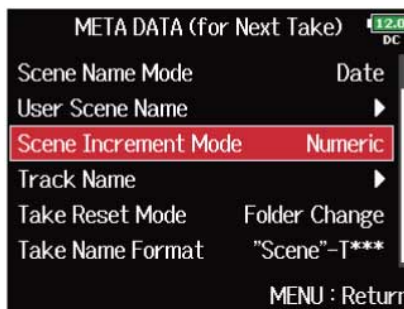 META DATA (for Next Take) 12.0
DC
Scene Name Mode Date
User Scene Name
Scene Increment Mode Numeric
Track Name
Take Reset Mode Folder Change
Take Name Format "Scene"-T***
MENU : Return